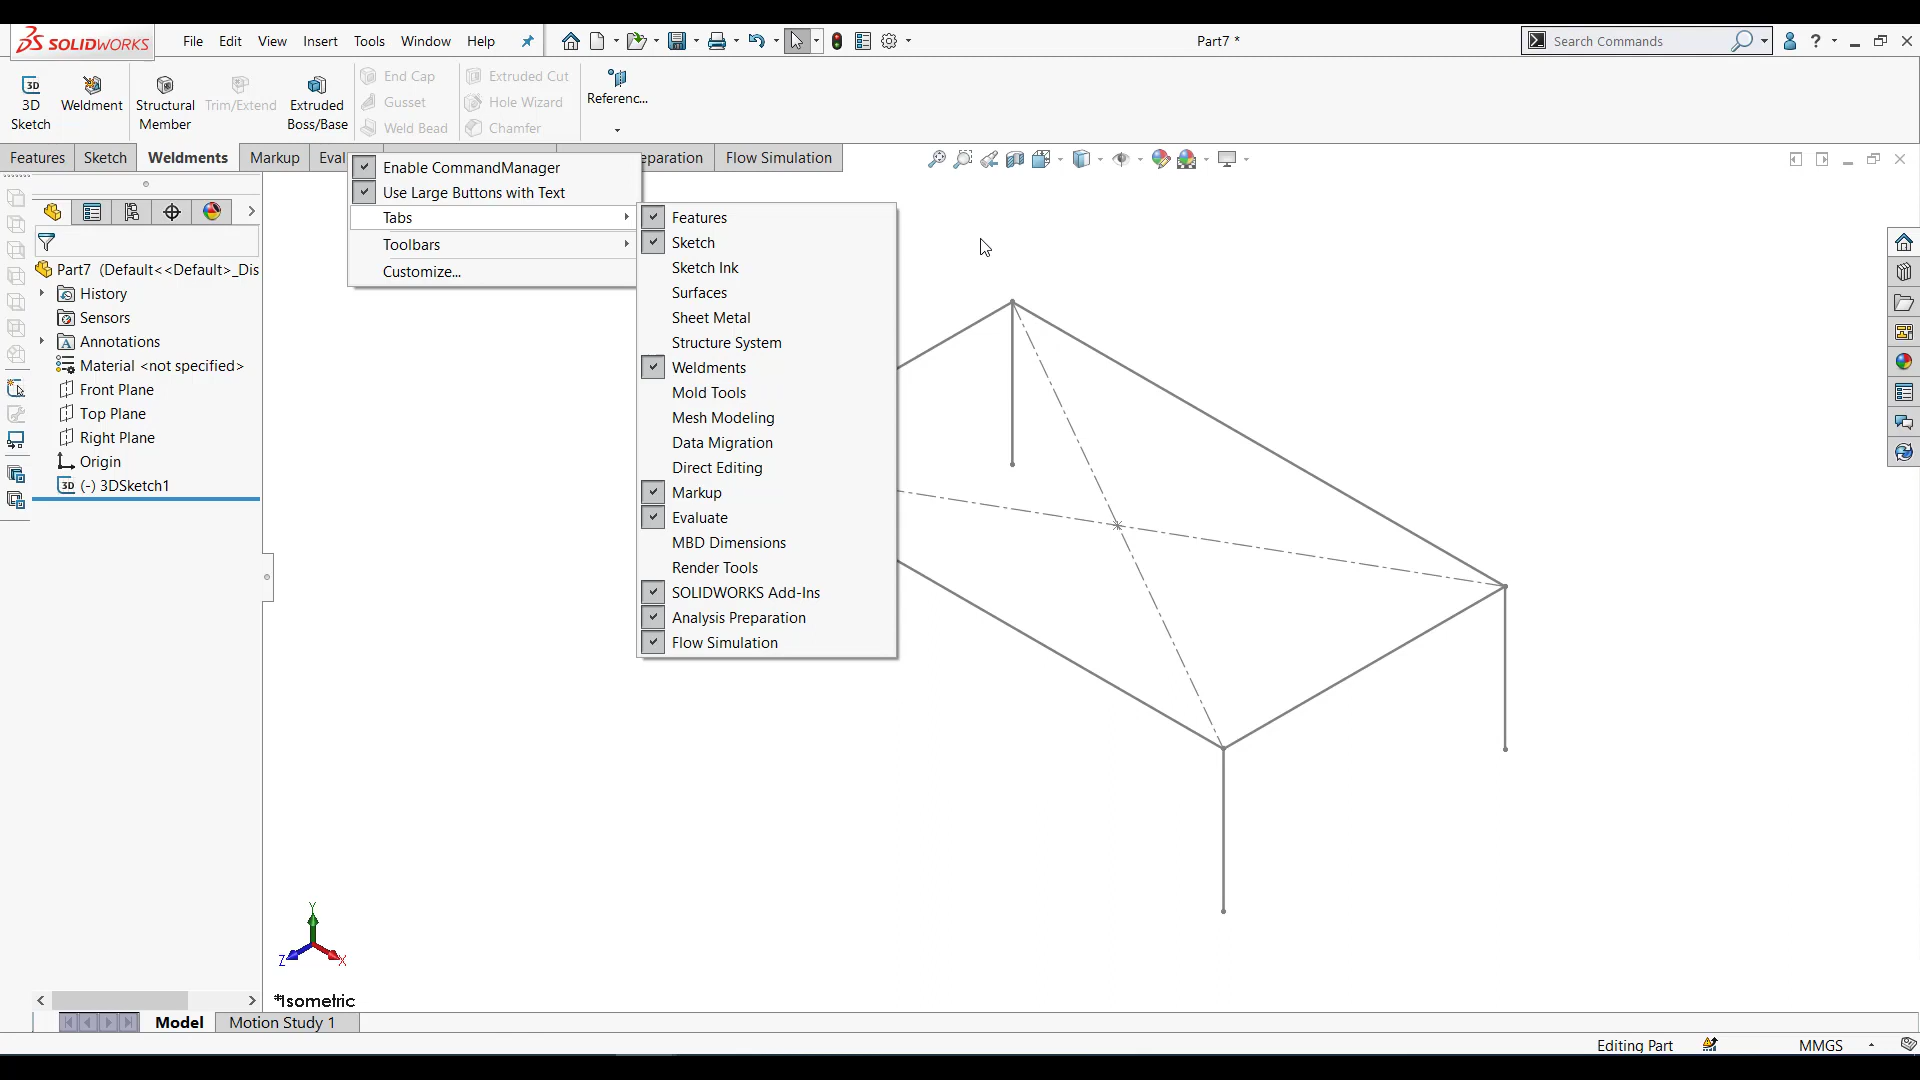 SOLIDWORKS File Edit View Insert Tools Window Help Part7 * Search Commands ?
3D Sketch
Weldment
Structural Member
Trim/Extend
Extruded Boss/Base
End Cap
Gusset
Weld Bead
Extruded Cut
Hole Wizard
Chamfer
Referenc...
Features Sketch Weldments Markup Eval eparation Flow Simulation
Enable CommandManager
Use Large Buttons with Text
Tabs
Toolbars
Customize...
Features
Sketch
Sketch Ink
Surfaces
Sheet Metal
Structure System
Weldments
Mold Tools
Mesh Modeling
Data Migration
Direct Editing
Markup
Evaluate
MBD Dimensions
Render Tools
SOLIDWORKS Add-Ins
Analysis Preparation
Flow Simulation
Part7 (Default<<Default>_Dis
History
Sensors
Annotations
Material <not specified>
Front Plane
Top Plane
Right Plane
Origin
3D (-) 3DSketch1
Y
Z X
*Isometric
Model Motion Study 1
Editing Part MMGS